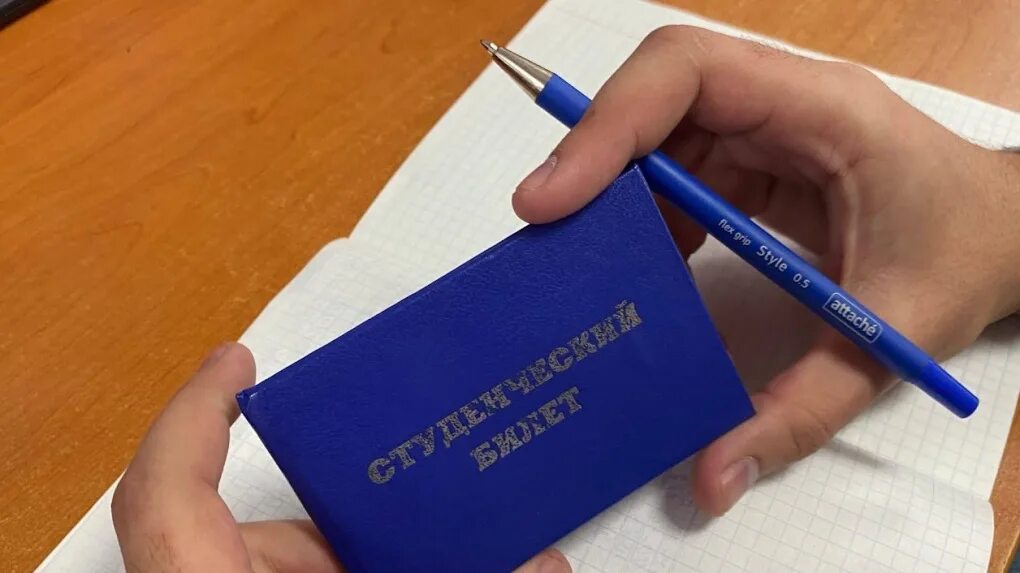 СТУДЕНЧЕСКИЙ
БИЛЕТ
flex grip Style 0.5 attaché